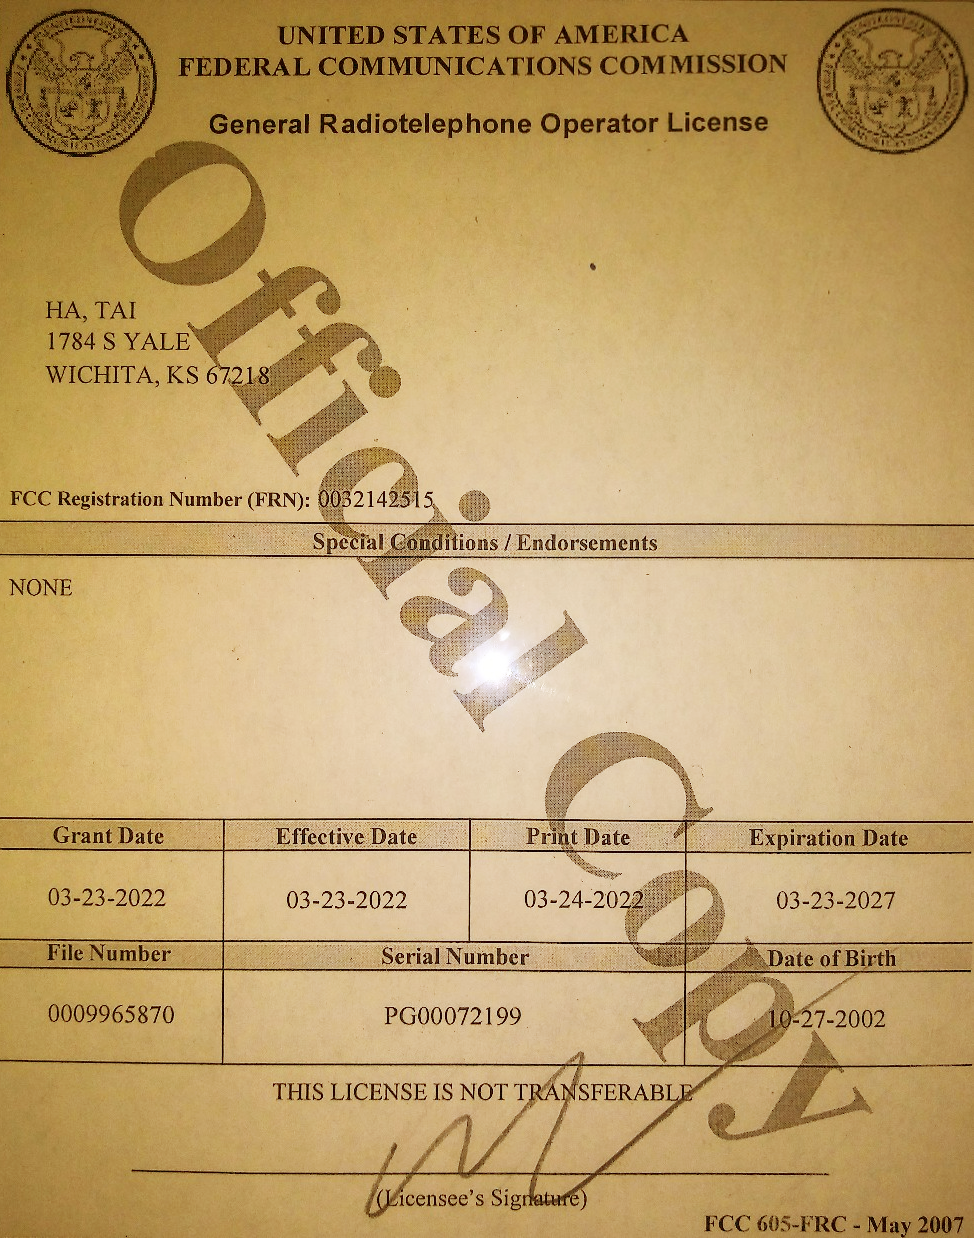 UNITED STATES OF AMERICA
FEDERAL COMMUNICATIONS COMMISSION
General Radiotelephone Operator License
Official Copy
HA, TAI
1784 S YALE
WICHITA, KS 67218
FCC Registration Number (FRN): 0032142515
Special Conditions / Endorsements
NONE
Grant Date Effective Date Print Date Expiration Date
03-23-2022 03-23-2022 03-24-2022 03-23-2027
File Number Serial Number Date of Birth
0009965870 PG00072199 10-27-2002
THIS LICENSE IS NOT TRANSFERABLE
(Licensee's Signature)
FCC 605-FRC - May 2007